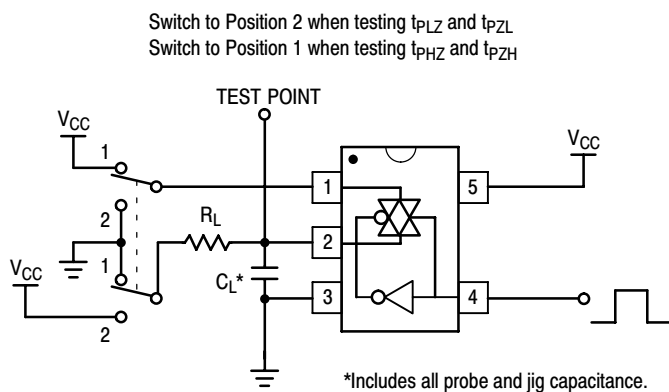 Switch to Position 2 when testing tPLZ and tPZL
Switch to Position 1 when testing tPHZ and tPZH
TEST POINT
VCC
VCC
1
1
5
2
RL
2
1
VCC
CL*
3
4
2
*Includes all probe and jig capacitance.